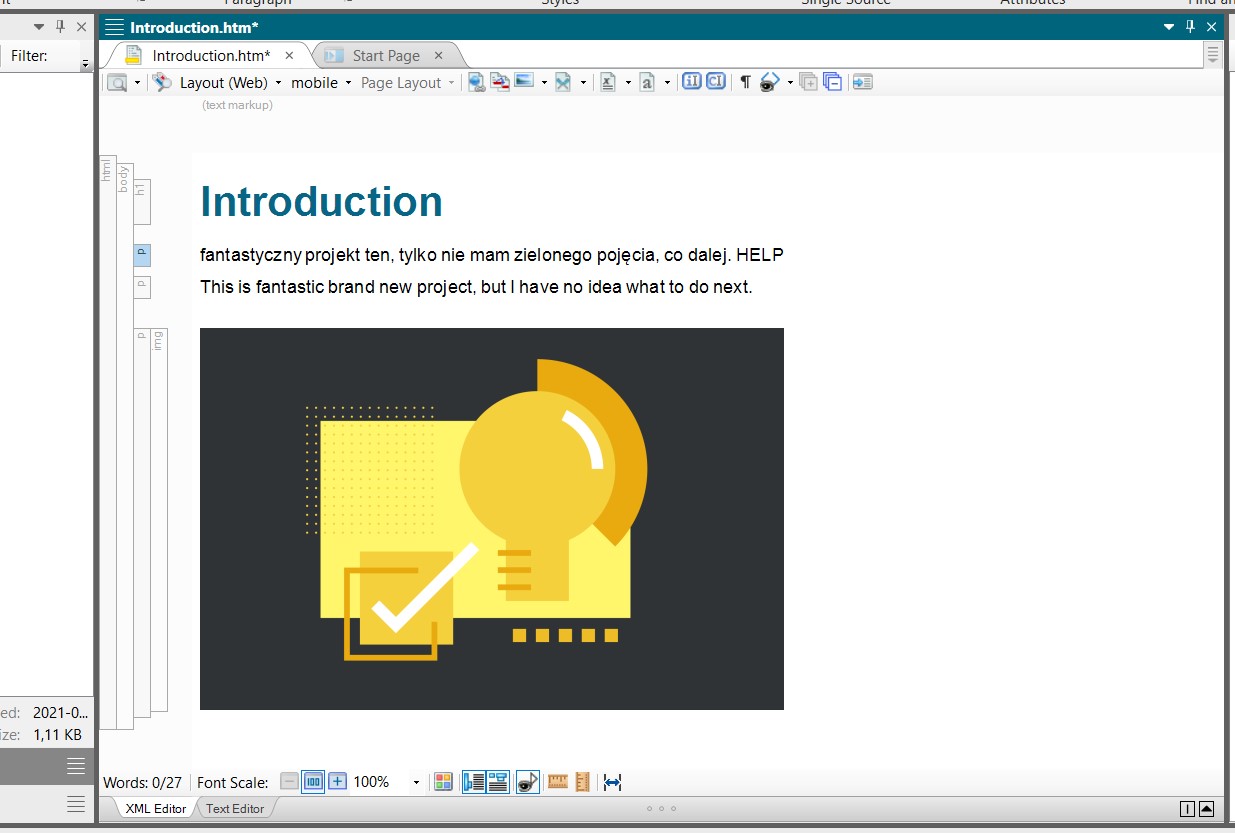 Paragraph
Styles
Single Source
Attributes
Introduction.htm*
Filter:
Introduction.htm*
Start Page
Layout (Web)
mobile
Page Layout
(text markup)
html
body
h1
Introduction
p
fantastyczny projekt ten, tylko nie mam zielonego pojęcia, co dalej. HELP
p
This is fantastic brand new project, but I have no idea what to do next.
p
img
ed: 2021-0...
ize: 1,11 KB
Words: 0/27
Font Scale:
100
100%
XML Editor
Text Editor